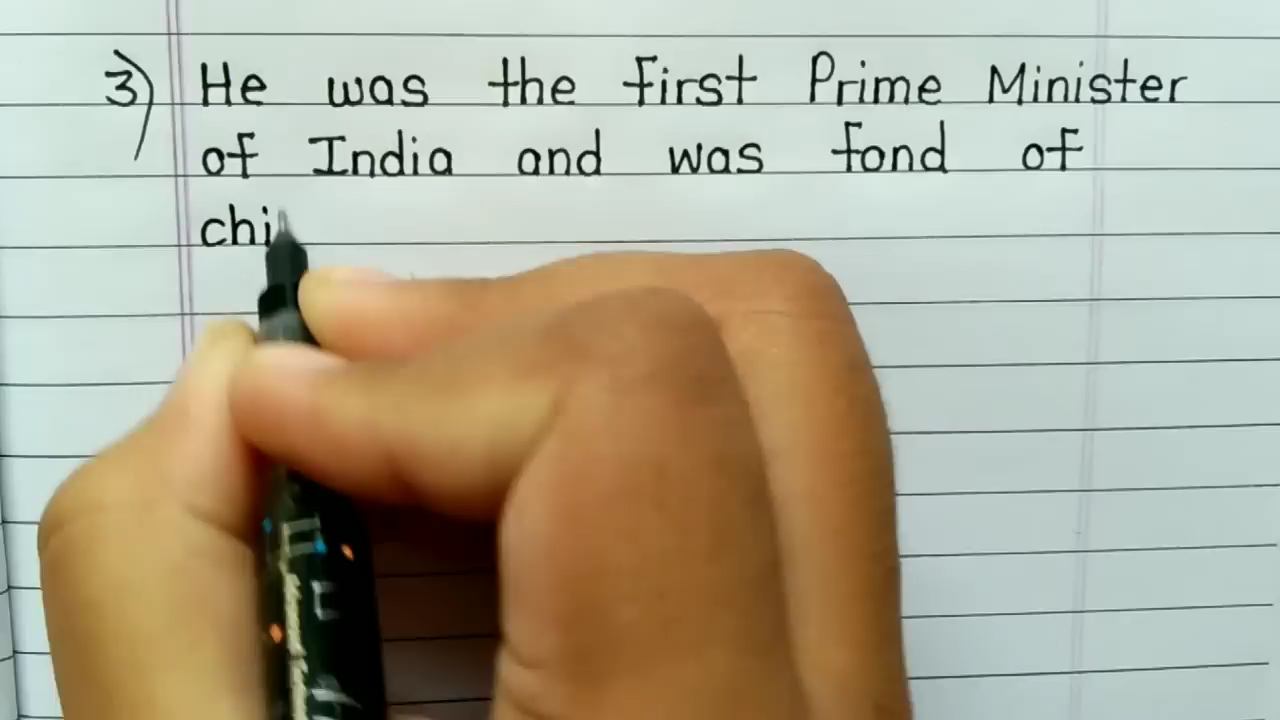 3) He was the first Prime Minister
of India and was fond of
chi